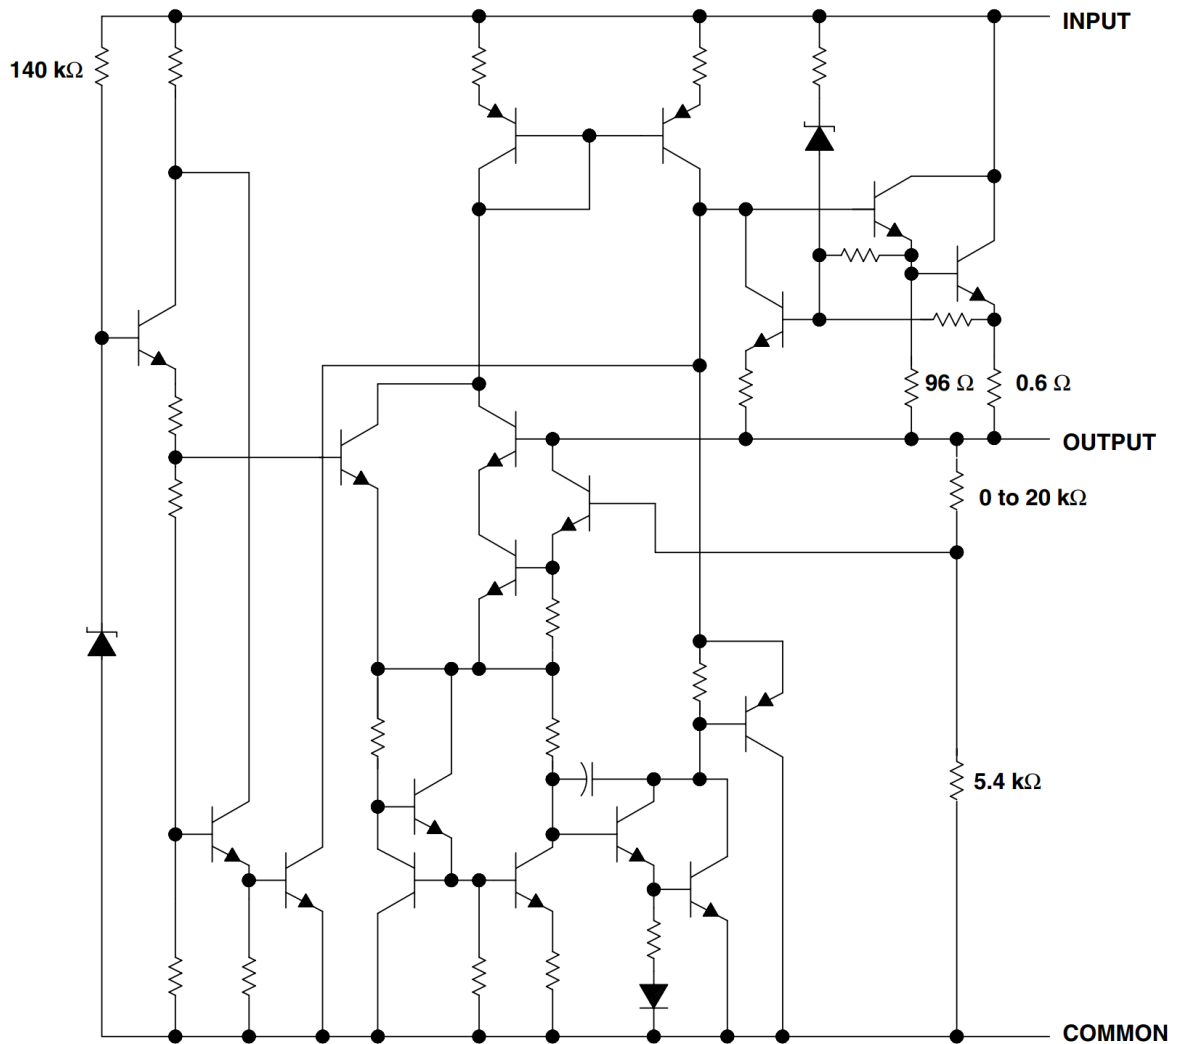 INPUT
140 kΩ
96 Ω
0.6 Ω
OUTPUT
0 to 20 kΩ
5.4 kΩ
COMMON